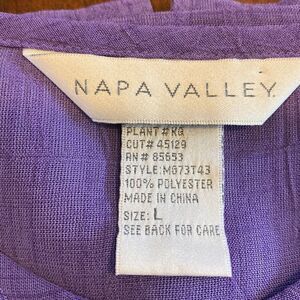 NAPA VALLEY
PLANT # KG
CUT# 45129
RN# 85653
STYLE: MG73T43
100% POLYESTER
MADE IN CHINA
SIZE: L
SEE BACK FOR CARE